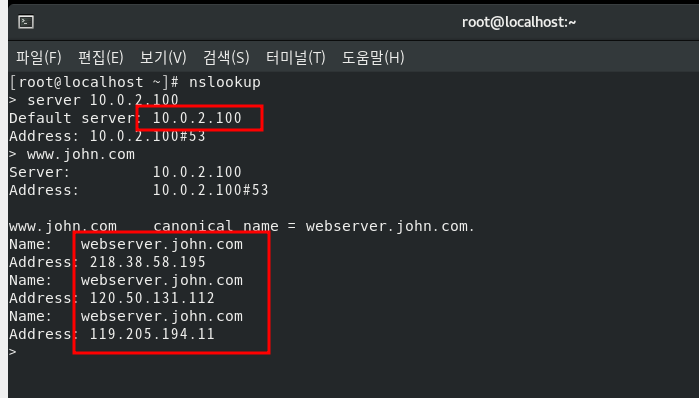 root@localhost:~
파일(F) 편집(E) 보기(V) 검색(S) 터미널(T) 도움말(H)
[root@localhost ~]# nslookup
> server 10.0.2.100
Default server: 10.0.2.100
Address: 10.0.2.100#53
> www.john.com
Server: 10.0.2.100
Address: 10.0.2.100#53
www.john.com canonical name = webserver.john.com.
Name: webserver.john.com
Address: 218.38.58.195
Name: webserver.john.com
Address: 120.50.131.112
Name: webserver.john.com
Address: 119.205.194.11
>